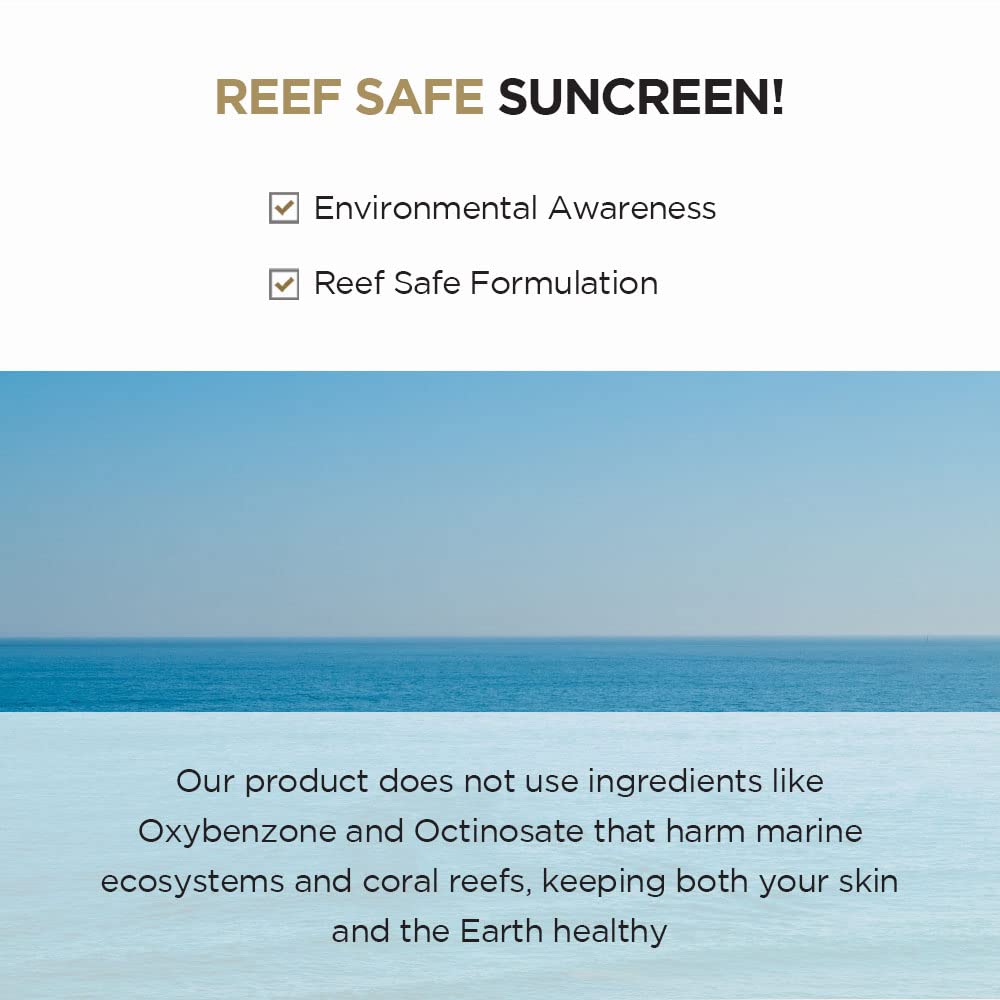 REEF SAFE SUNCREEN!
Environmental Awareness
Reef Safe Formulation
Our product does not use ingredients like
Oxybenzone and Octinosate that harm marine
ecosystems and coral reefs, keeping both your skin
and the Earth healthy